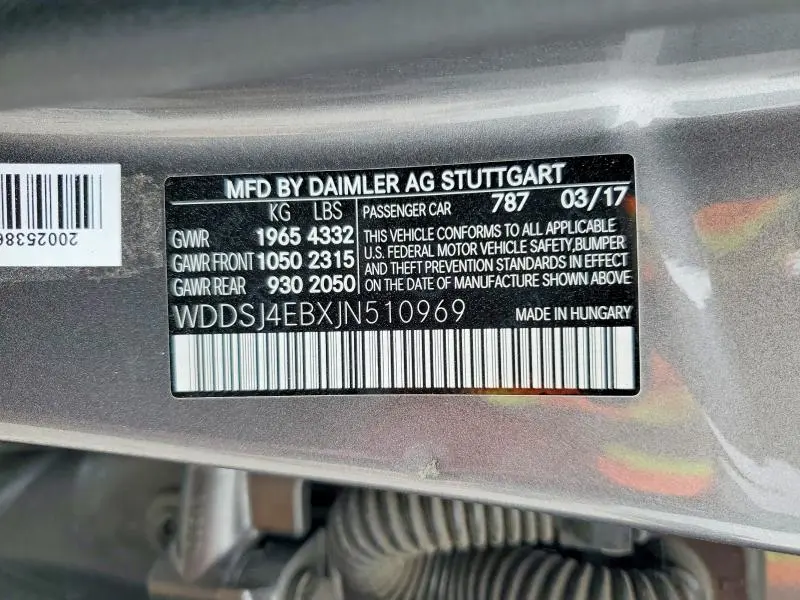 MFD BY DAIMLER AG STUTTGART
KG LBS
GVWR 1965 4332
GAWR FRONT 1050 2315
GAWR REAR 930 2050
PASSENGER CAR 787 03/17
THIS VEHICLE CONFORMS TO ALL APPLICABLE
U.S. FEDERAL MOTOR VEHICLE SAFETY,BUMPER
AND THEFT PREVENTION STANDARDS IN EFFECT
ON THE DATE OF MANUFACTURE SHOWN ABOVE
WDDSJ4EBXJN510969
MADE IN HUNGARY